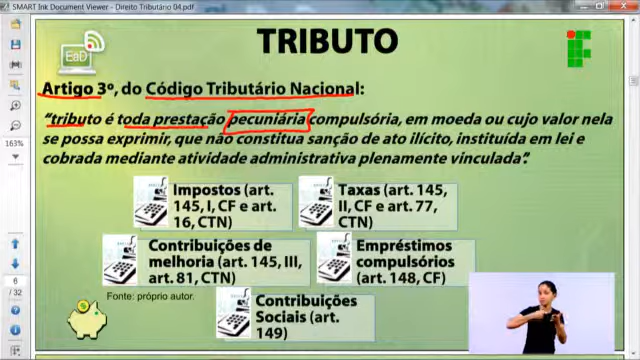 SMART Ink Document Viewer - Direito Tributário 04.pdf
EaD
TRIBUTO
Artigo 3º, do Código Tributário Nacional:
“tributo é toda prestação pecuniária compulsória, em moeda ou cujo valor nela
se possa exprimir, que não constitua sanção de ato ilícito, instituída em lei e
cobrada mediante atividade administrativa plenamente vinculada”.
163%
Impostos (art.
145, I, CF e art.
16, CTN)
Taxas (art. 145,
II, CF e art. 77,
CTN)
Contribuições de
melhoria (art. 145, III,
art. 81, CTN)
Empréstimos
compulsórios
(art. 148, CF)
6
/ 32
Fonte: próprio autor.
Contribuições
Sociais (art.
149)